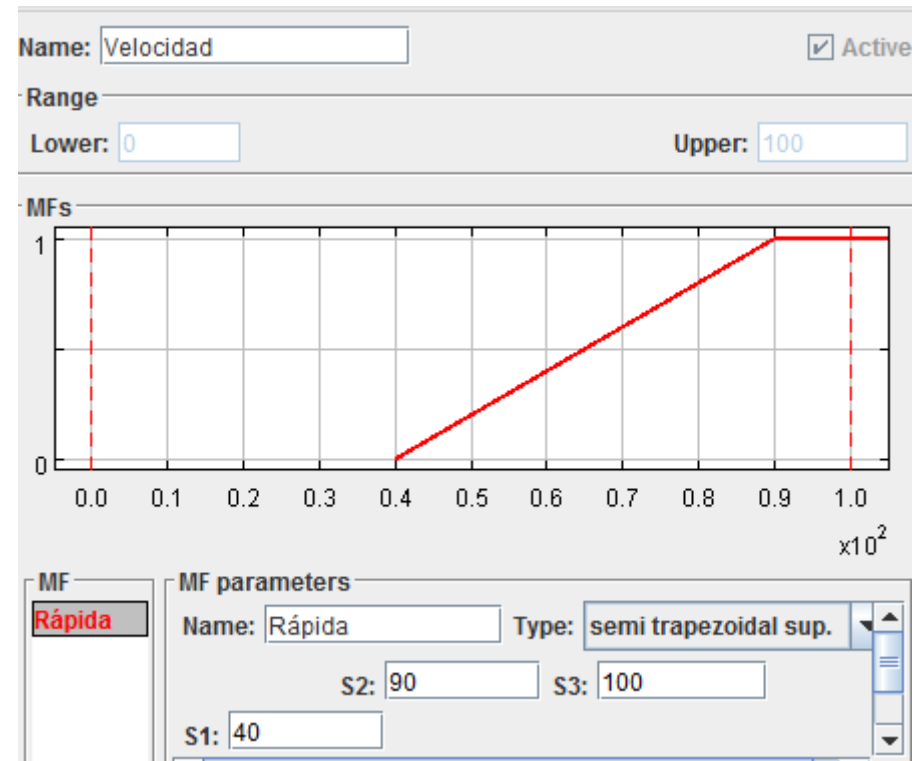 Name: Velocidad Active
Range
Lower: 0 Upper: 100
MFs
1
0
0.0 0.1 0.2 0.3 0.4 0.5 0.6 0.7 0.8 0.9 1.0
x10²
MF MF parameters
Rápida Name: Rápida Type: semi trapezoidal sup.
S2: 90 S3: 100
S1: 40